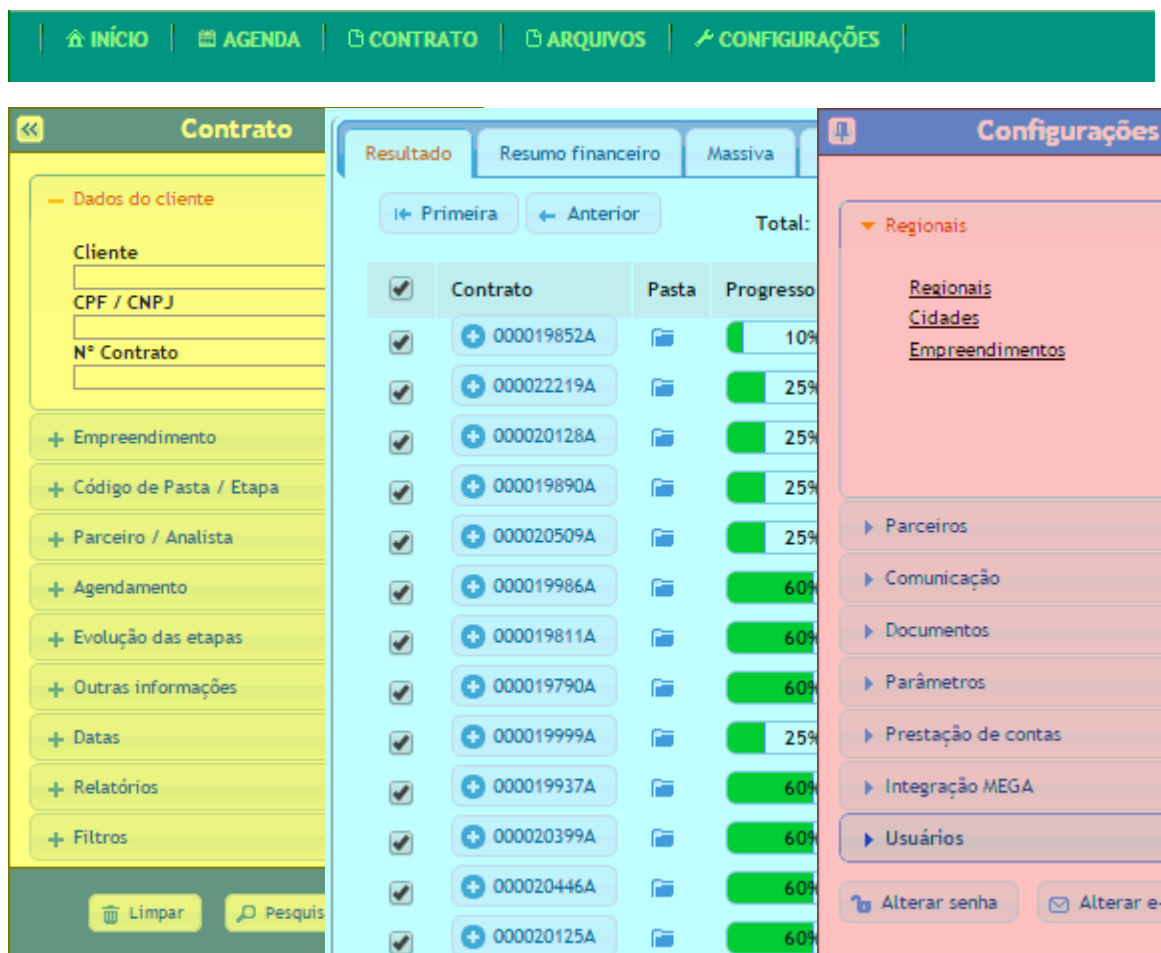 INÍCIO AGENDA CONTRATO ARQUIVOS CONFIGURAÇÕES
Contrato
Dados do cliente
Cliente
CPF / CNPJ
N° Contrato
Empreendimento
Código de Pasta / Etapa
Parceiro / Analista
Agendamento
Evolução das etapas
Outras informações
Datas
Relatórios
Filtros
Limpar Pesquis
Resultado Resumo financeiro Massiva
Primeira Anterior Total:
Contrato Pasta Progresso
000019852A 10%
000022219A 25%
000020128A 25%
000019890A 25%
000020509A 25%
000019986A 60%
000019811A 60%
000019790A 60%
000019999A 25%
000019937A 60%
000020399A 60%
000020446A 60%
000020125A 60%
Configurações
Regionais
Regionais
Cidades
Empreendimentos
Parceiros
Comunicação
Documentos
Parâmetros
Prestação de contas
Integração MEGA
Usuários
Alterar senha Alterar e-